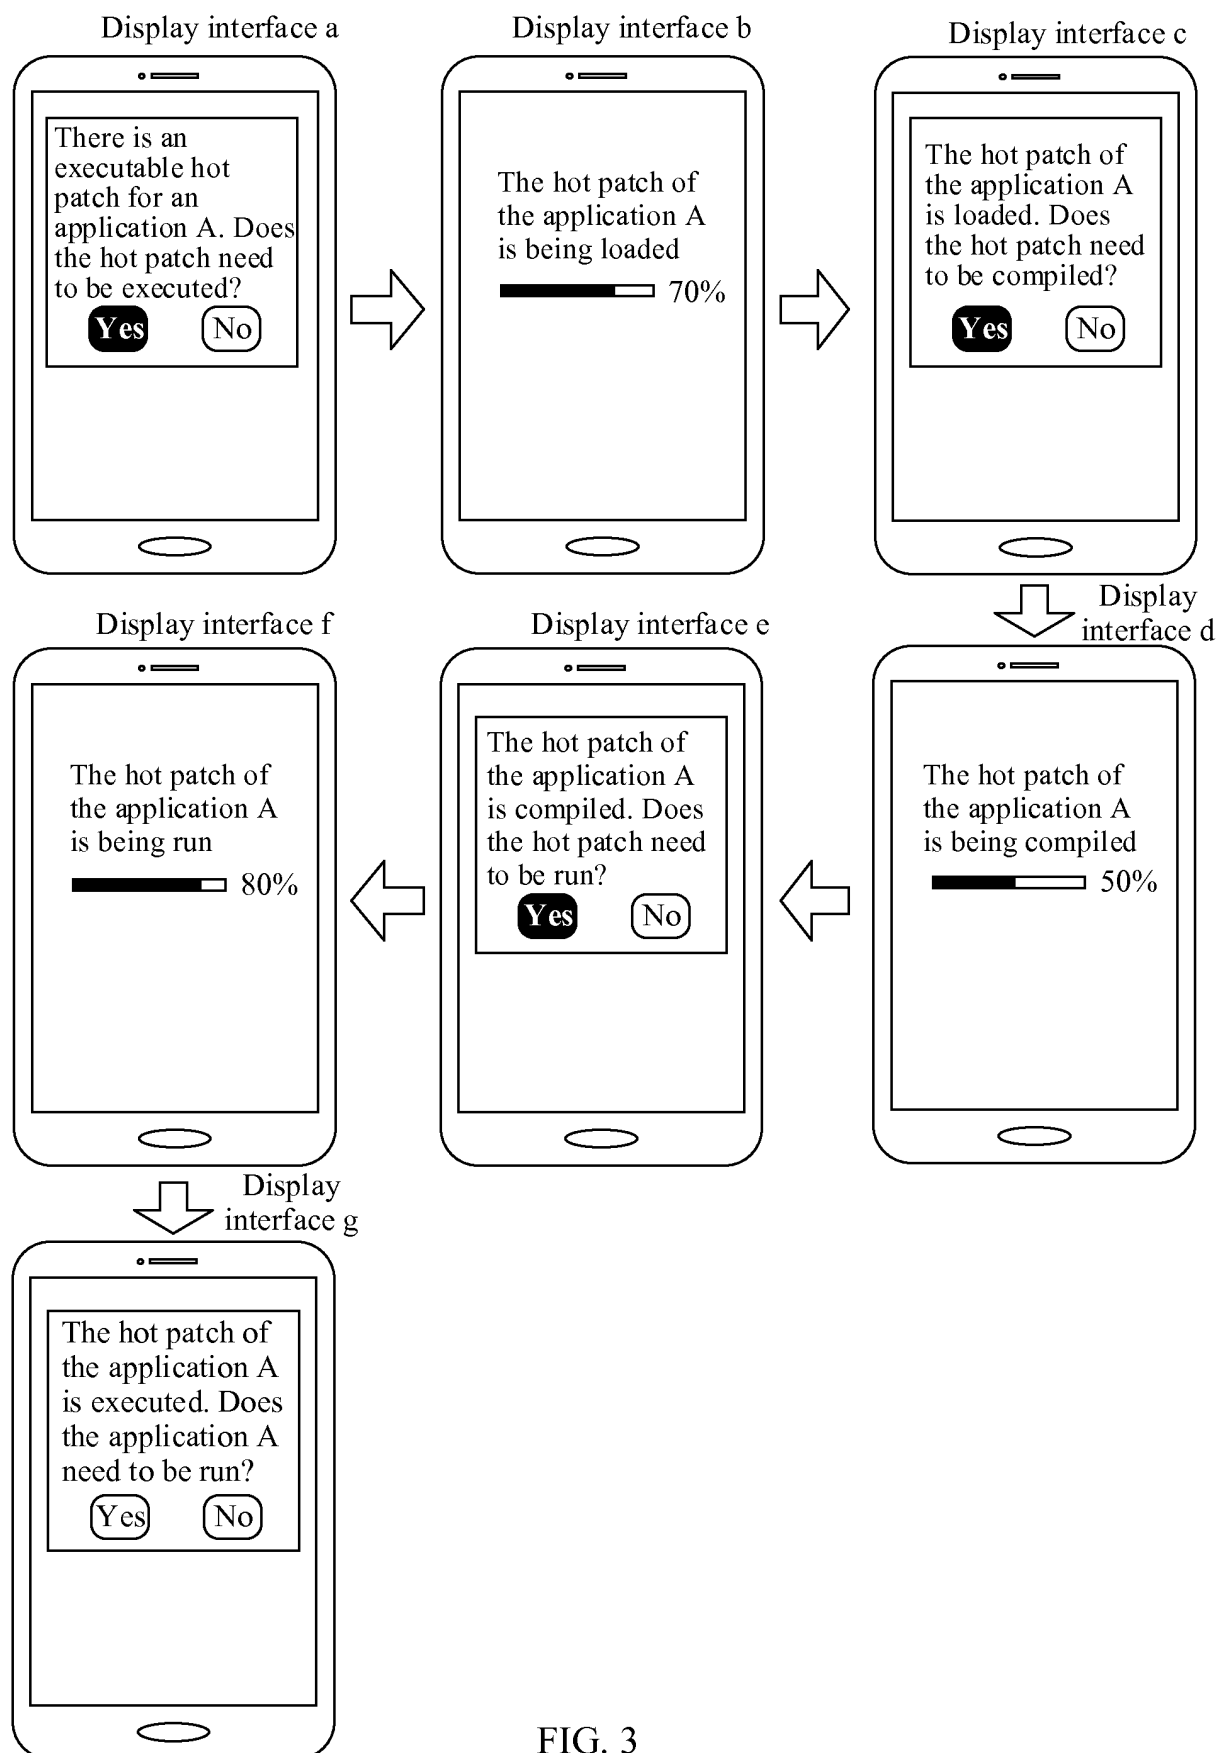 Display interface a
There is an
executable hot
patch for an
application A. Does
the hot patch need
to be executed?
Yes
No
Display interface b
The hot patch of
the application A
is being loaded
70%
Display interface c
The hot patch of
the application A
is loaded. Does
the hot patch need
to be compiled?
Yes
No
Display
interface d
The hot patch of
the application A
is being compiled
50%
Display interface e
The hot patch of
the application A
is compiled. Does
the hot patch need
to be run?
Yes
No
Display interface f
The hot patch of
the application A
is being run
80%
Display
interface g
The hot patch of
the application A
is executed. Does
the application A
need to be run?
Yes
No
FIG. 3